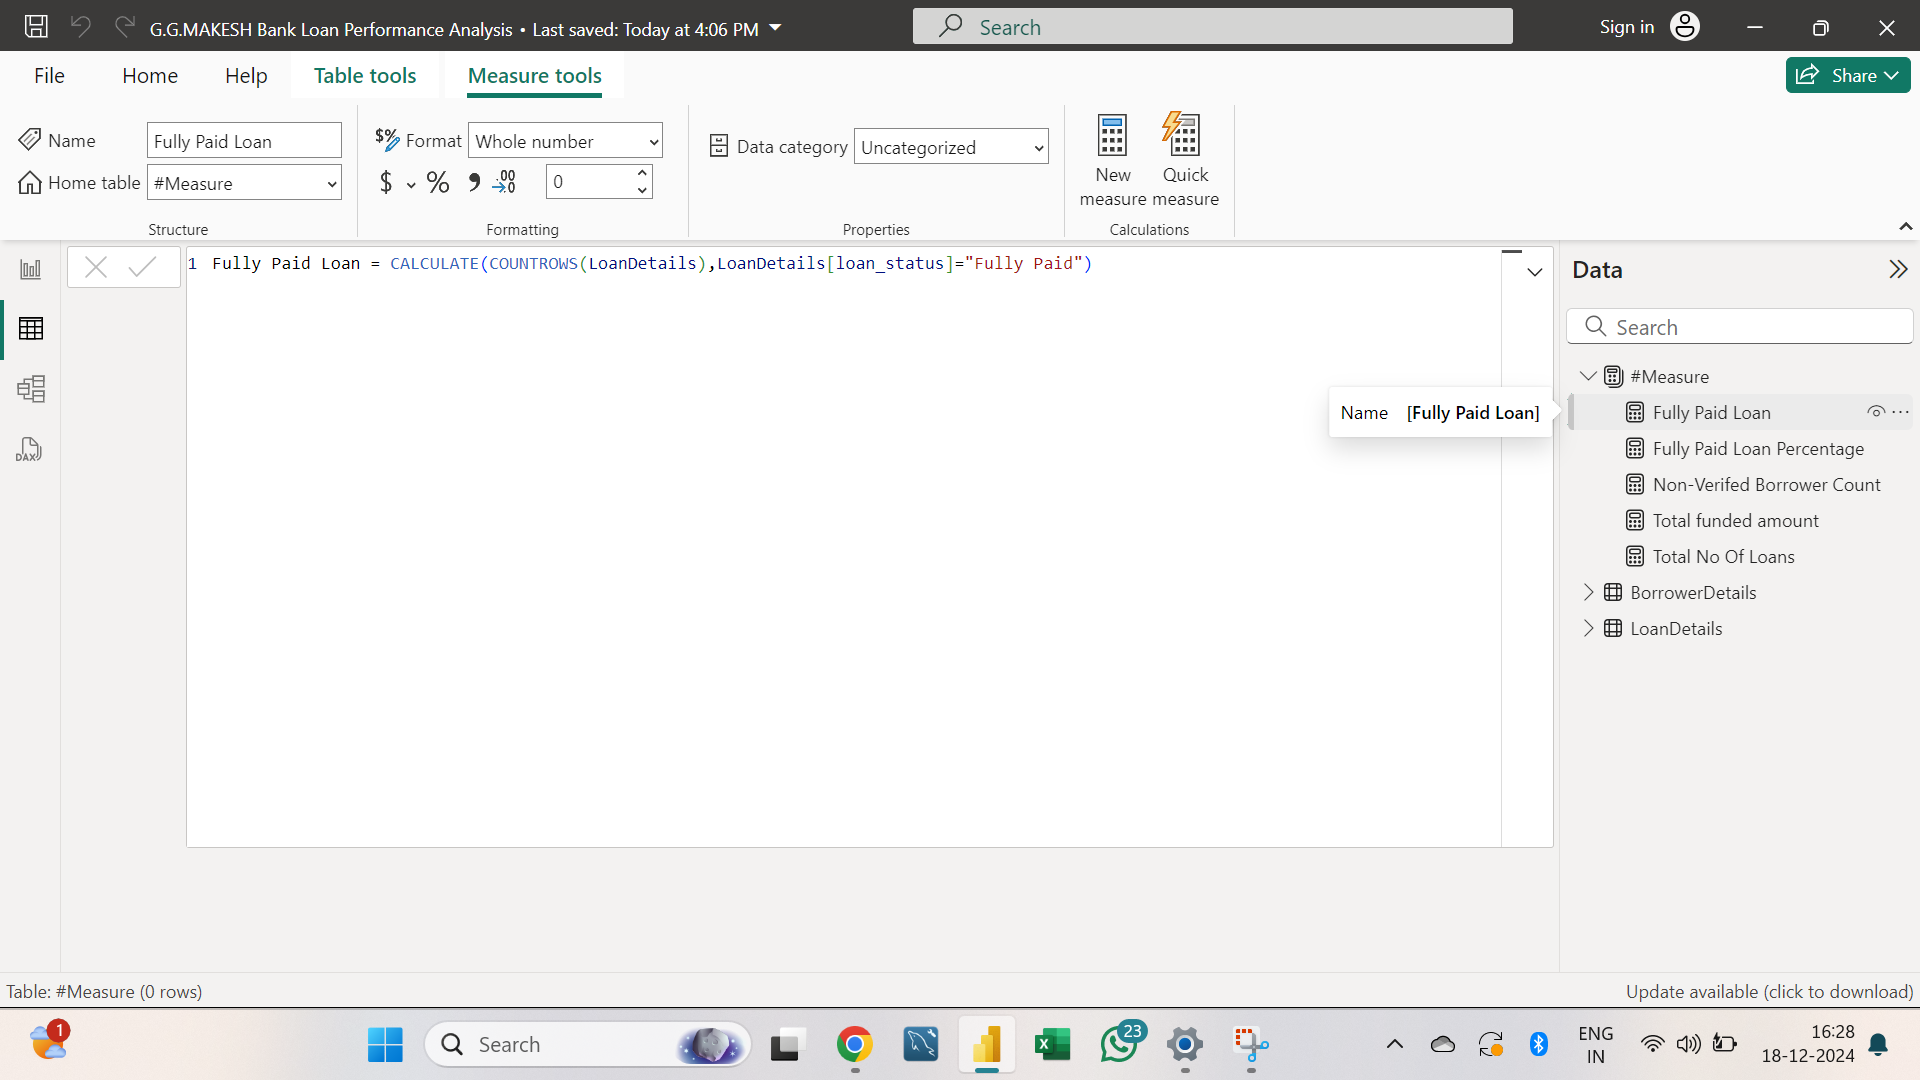 G.G.MAKESH Bank Loan Performance Analysis • Last saved: Today at 4:06 PM
Search
Sign in
File
Home
Help
Table tools
Measure tools
Share
Name
Fully Paid Loan
Home table
#Measure
Structure
$% Format
Whole number
$ % 9 .00
0
Formatting
Data category
Uncategorized
Properties
New measure
Quick measure
Calculations
1 Fully Paid Loan = CALCULATE(COUNTROWS(LoanDetails),LoanDetails[loan_status]="Fully Paid")
Name [Fully Paid Loan]
DAX
Data
Search
#Measure
Fully Paid Loan
Fully Paid Loan Percentage
Non-Verifed Borrower Count
Total funded amount
Total No Of Loans
BorrowerDetails
LoanDetails
Table: #Measure (0 rows)
Update available (click to download)
1
Search
23
ENG
IN
16:28
18-12-2024